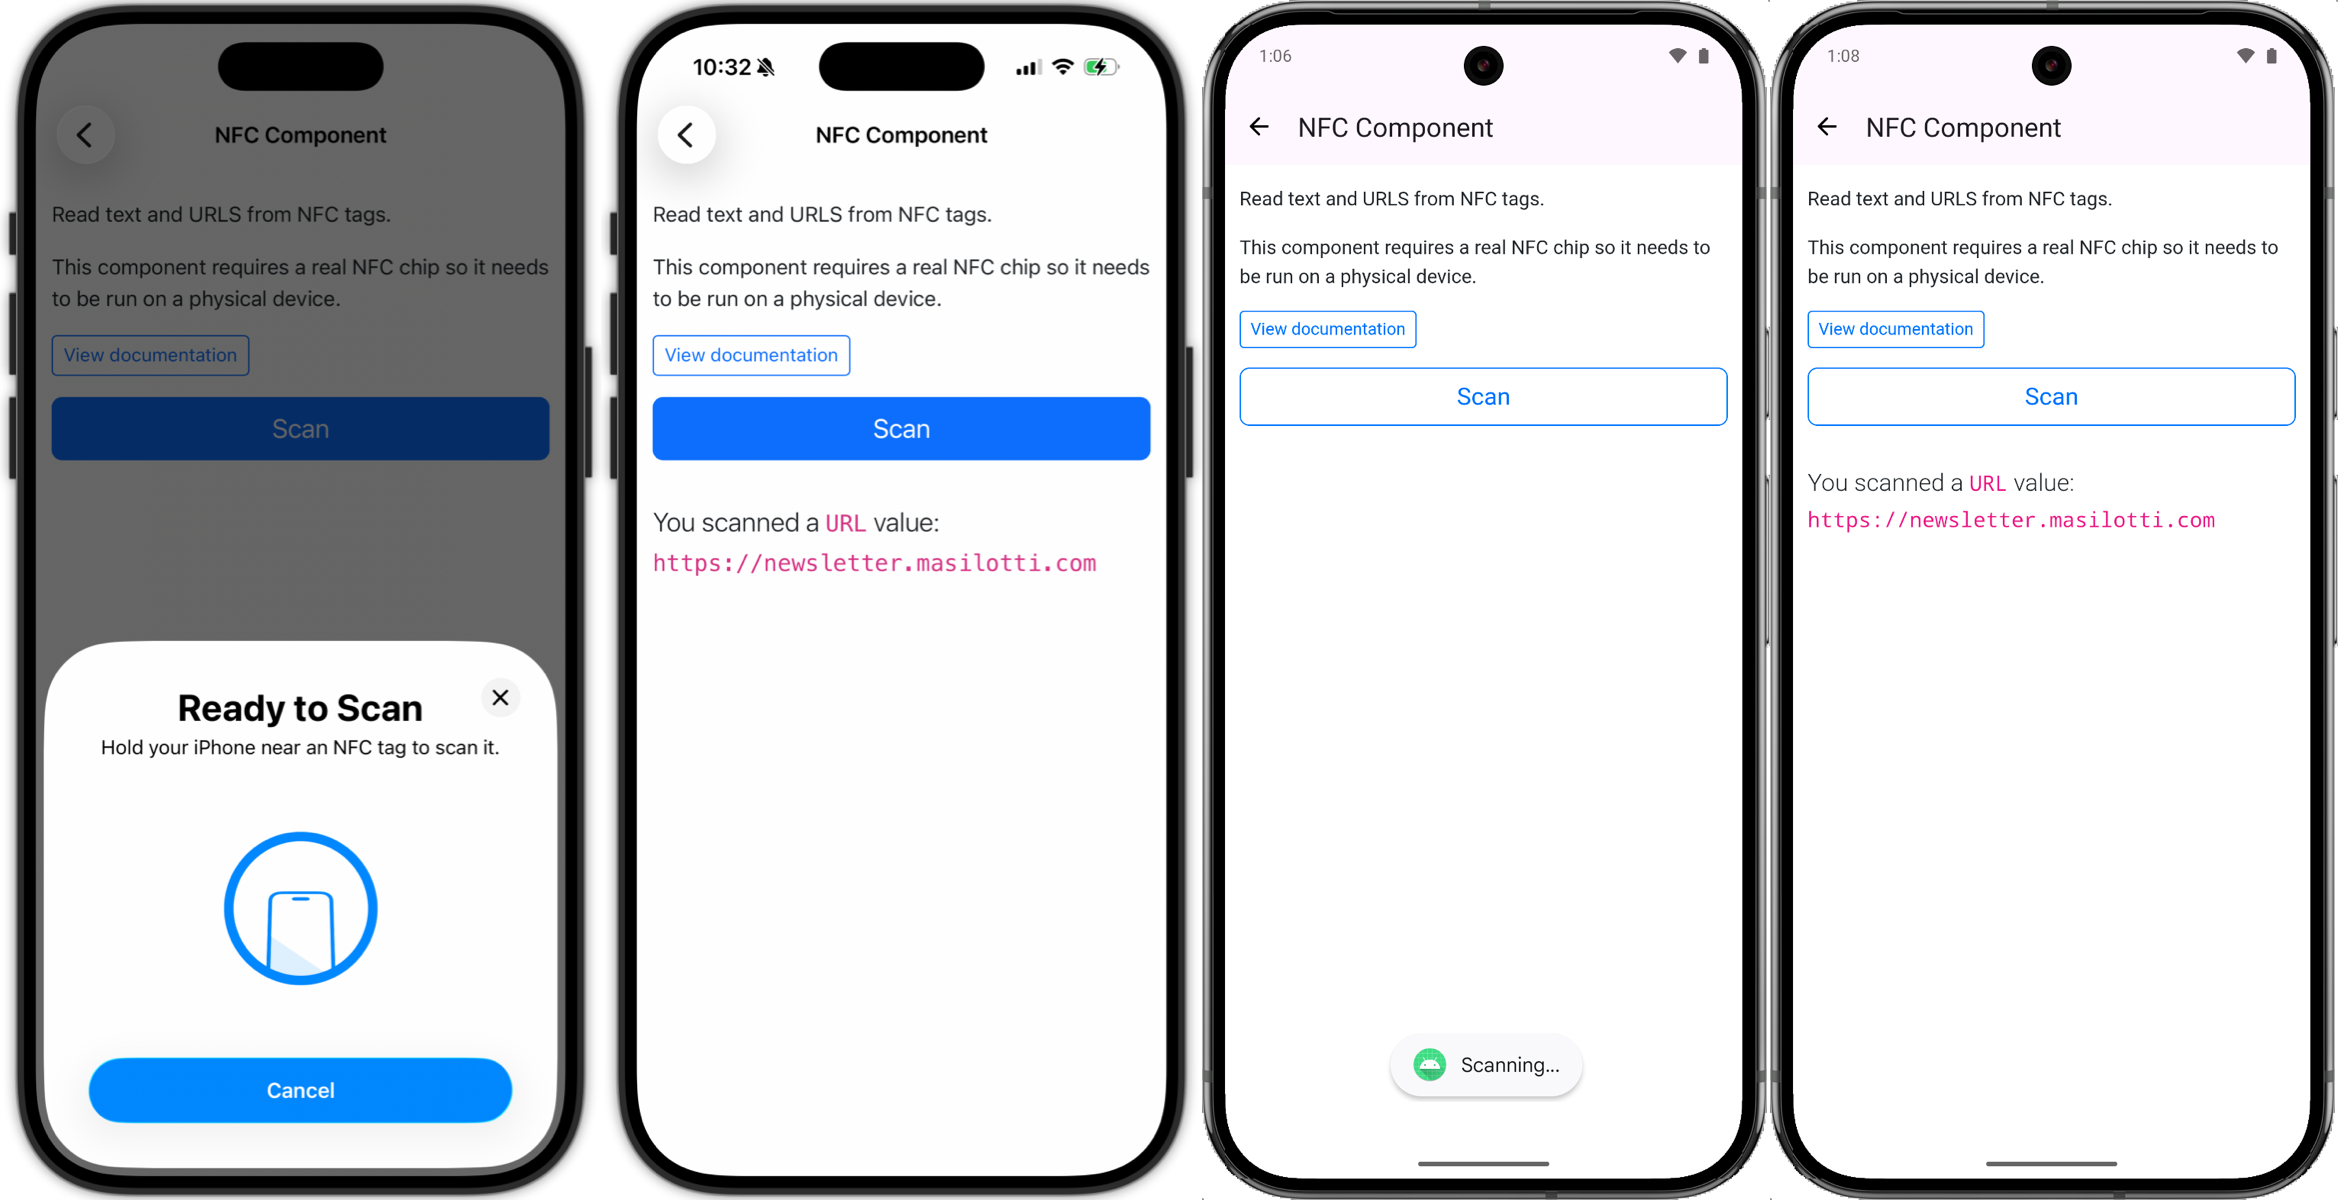 NFC Component
Read text and URLS from NFC tags.
This component requires a real NFC chip so it needs
to be run on a physical device.
View documentation
Scan
Ready to Scan
Hold your iPhone near an NFC tag to scan it.
Cancel
10:32
NFC Component
Read text and URLS from NFC tags.
This component requires a real NFC chip so it needs
to be run on a physical device.
View documentation
Scan
You scanned a URL value:
https://newsletter.masilotti.com
1:06
NFC Component
Read text and URLS from NFC tags.
This component requires a real NFC chip so it needs to
be run on a physical device.
View documentation
Scan
Scanning...
1:08
NFC Component
Read text and URLS from NFC tags.
This component requires a real NFC chip so it needs to
be run on a physical device.
View documentation
Scan
You scanned a URL value:
https://newsletter.masilotti.com